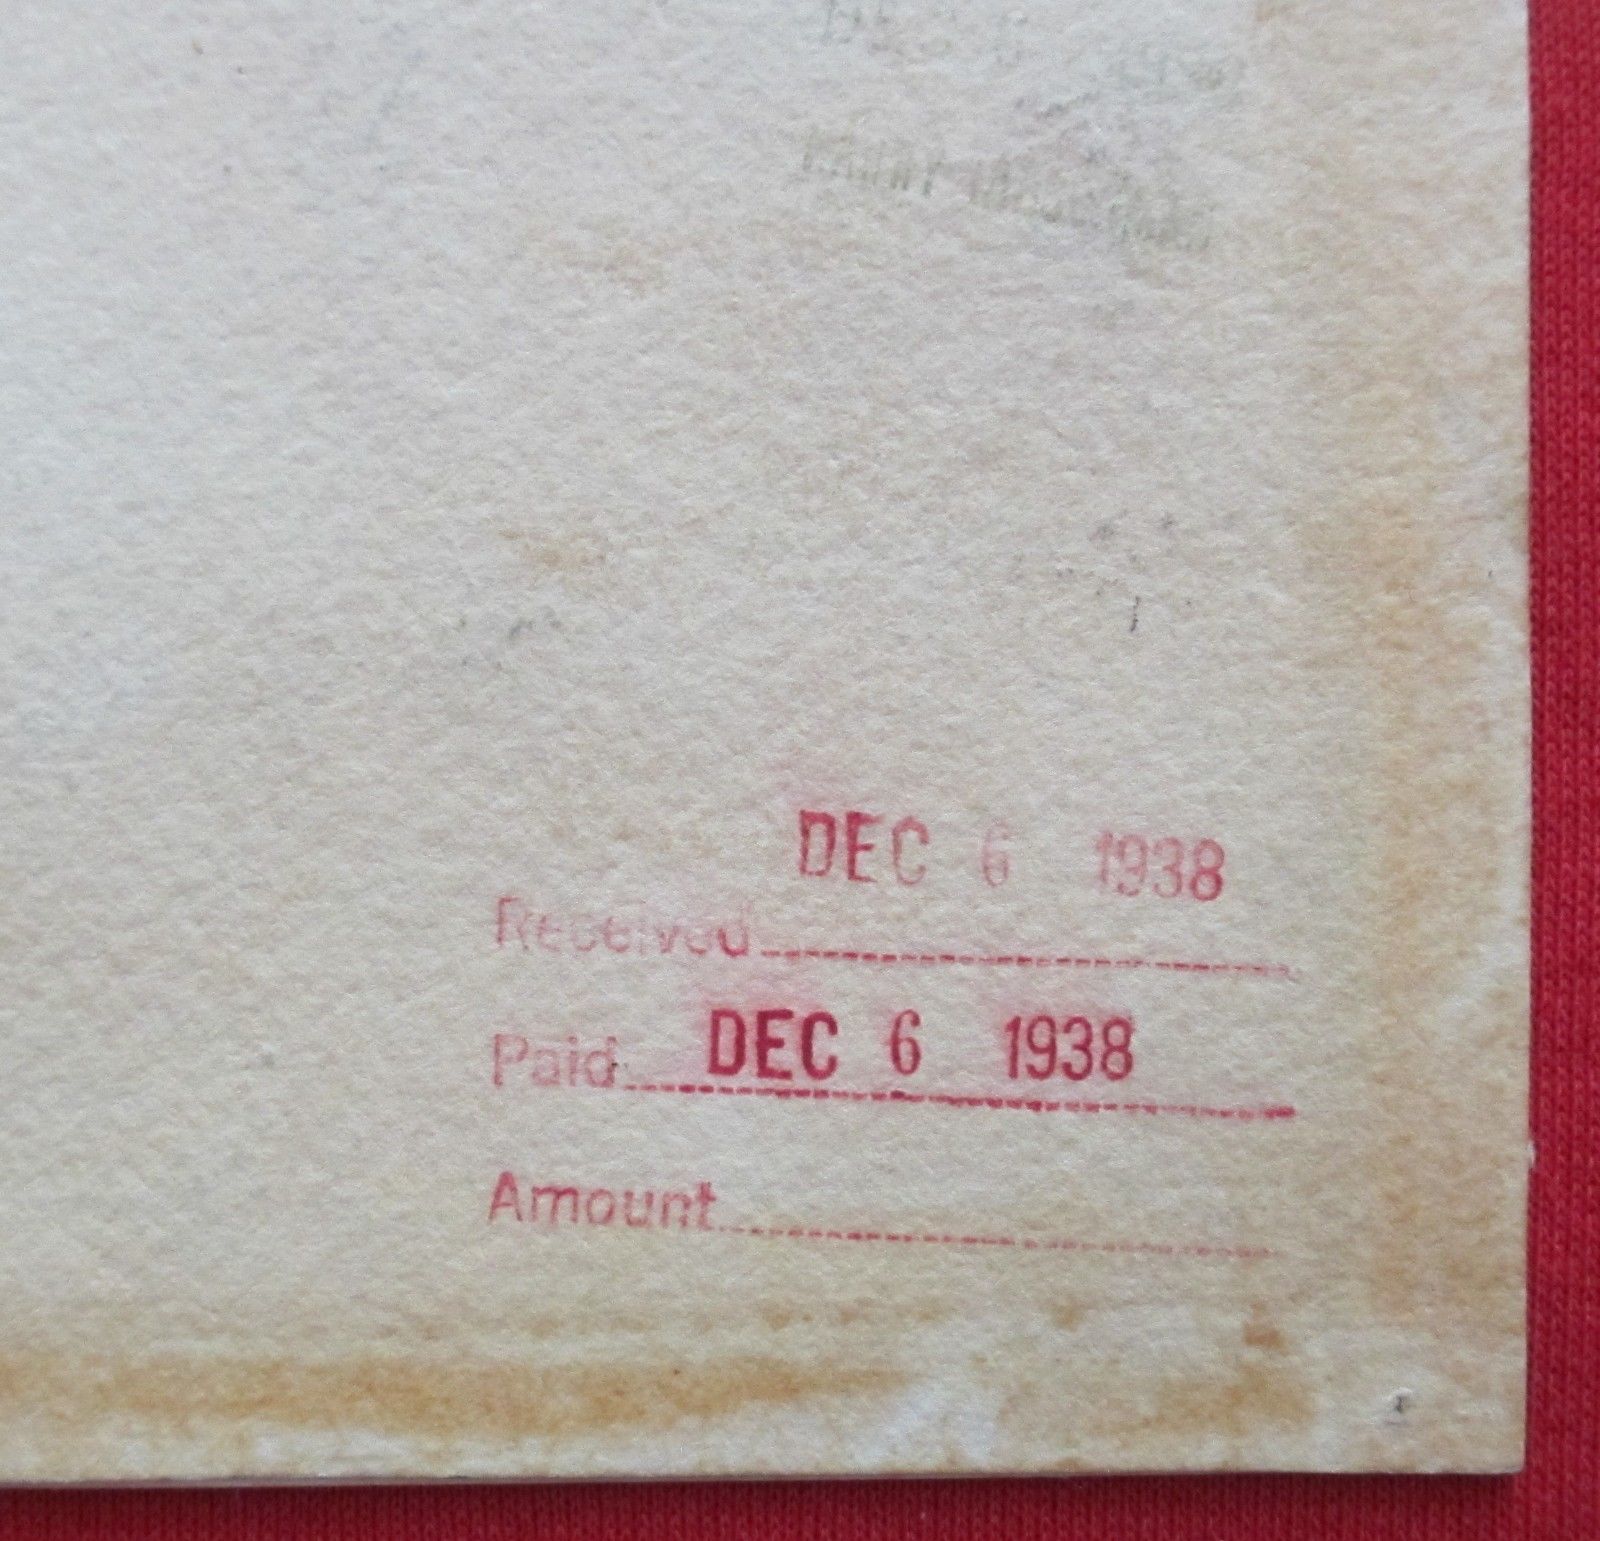 DEC 6 1938
Received
Paid DEC 6 1938
Amount